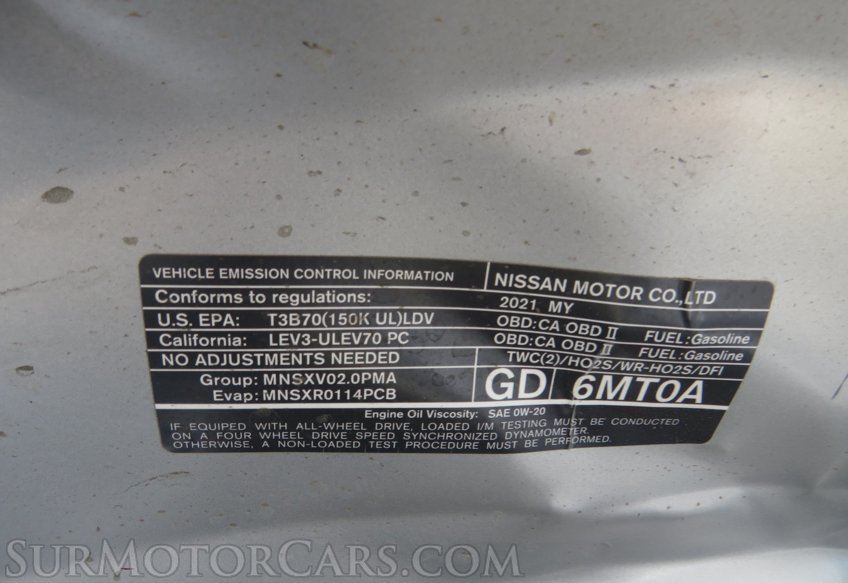 VEHICLE EMISSION CONTROL INFORMATION NISSAN MOTOR CO.,LTD
Conforms to regulations: 2021 MY
U.S. EPA: T3B70(150K UL)LDV OBD:CA OBD II FUEL:Gasoline
California: LEV3-ULEV70 PC OBD:CA OBD II FUEL:Gasoline
NO ADJUSTMENTS NEEDED TWC(2)/HO2S/WR-HO2S/DFI
Group: MNSXV02.0PMA GD 6MT0A
Evap: MNSXR0114PCB
Engine Oil Viscosity: SAE 0W-20
IF EQUIPED WITH ALL-WHEEL DRIVE, LOADED I/M TESTING MUST BE CONDUCTED
ON A FOUR WHEEL DRIVE SPEED SYNCHRONIZED DYNAMOMETER.
OTHERWISE, A NON-LOADED TEST PROCEDURE MUST BE PERFORMED.
SURMOTORCARS.COM